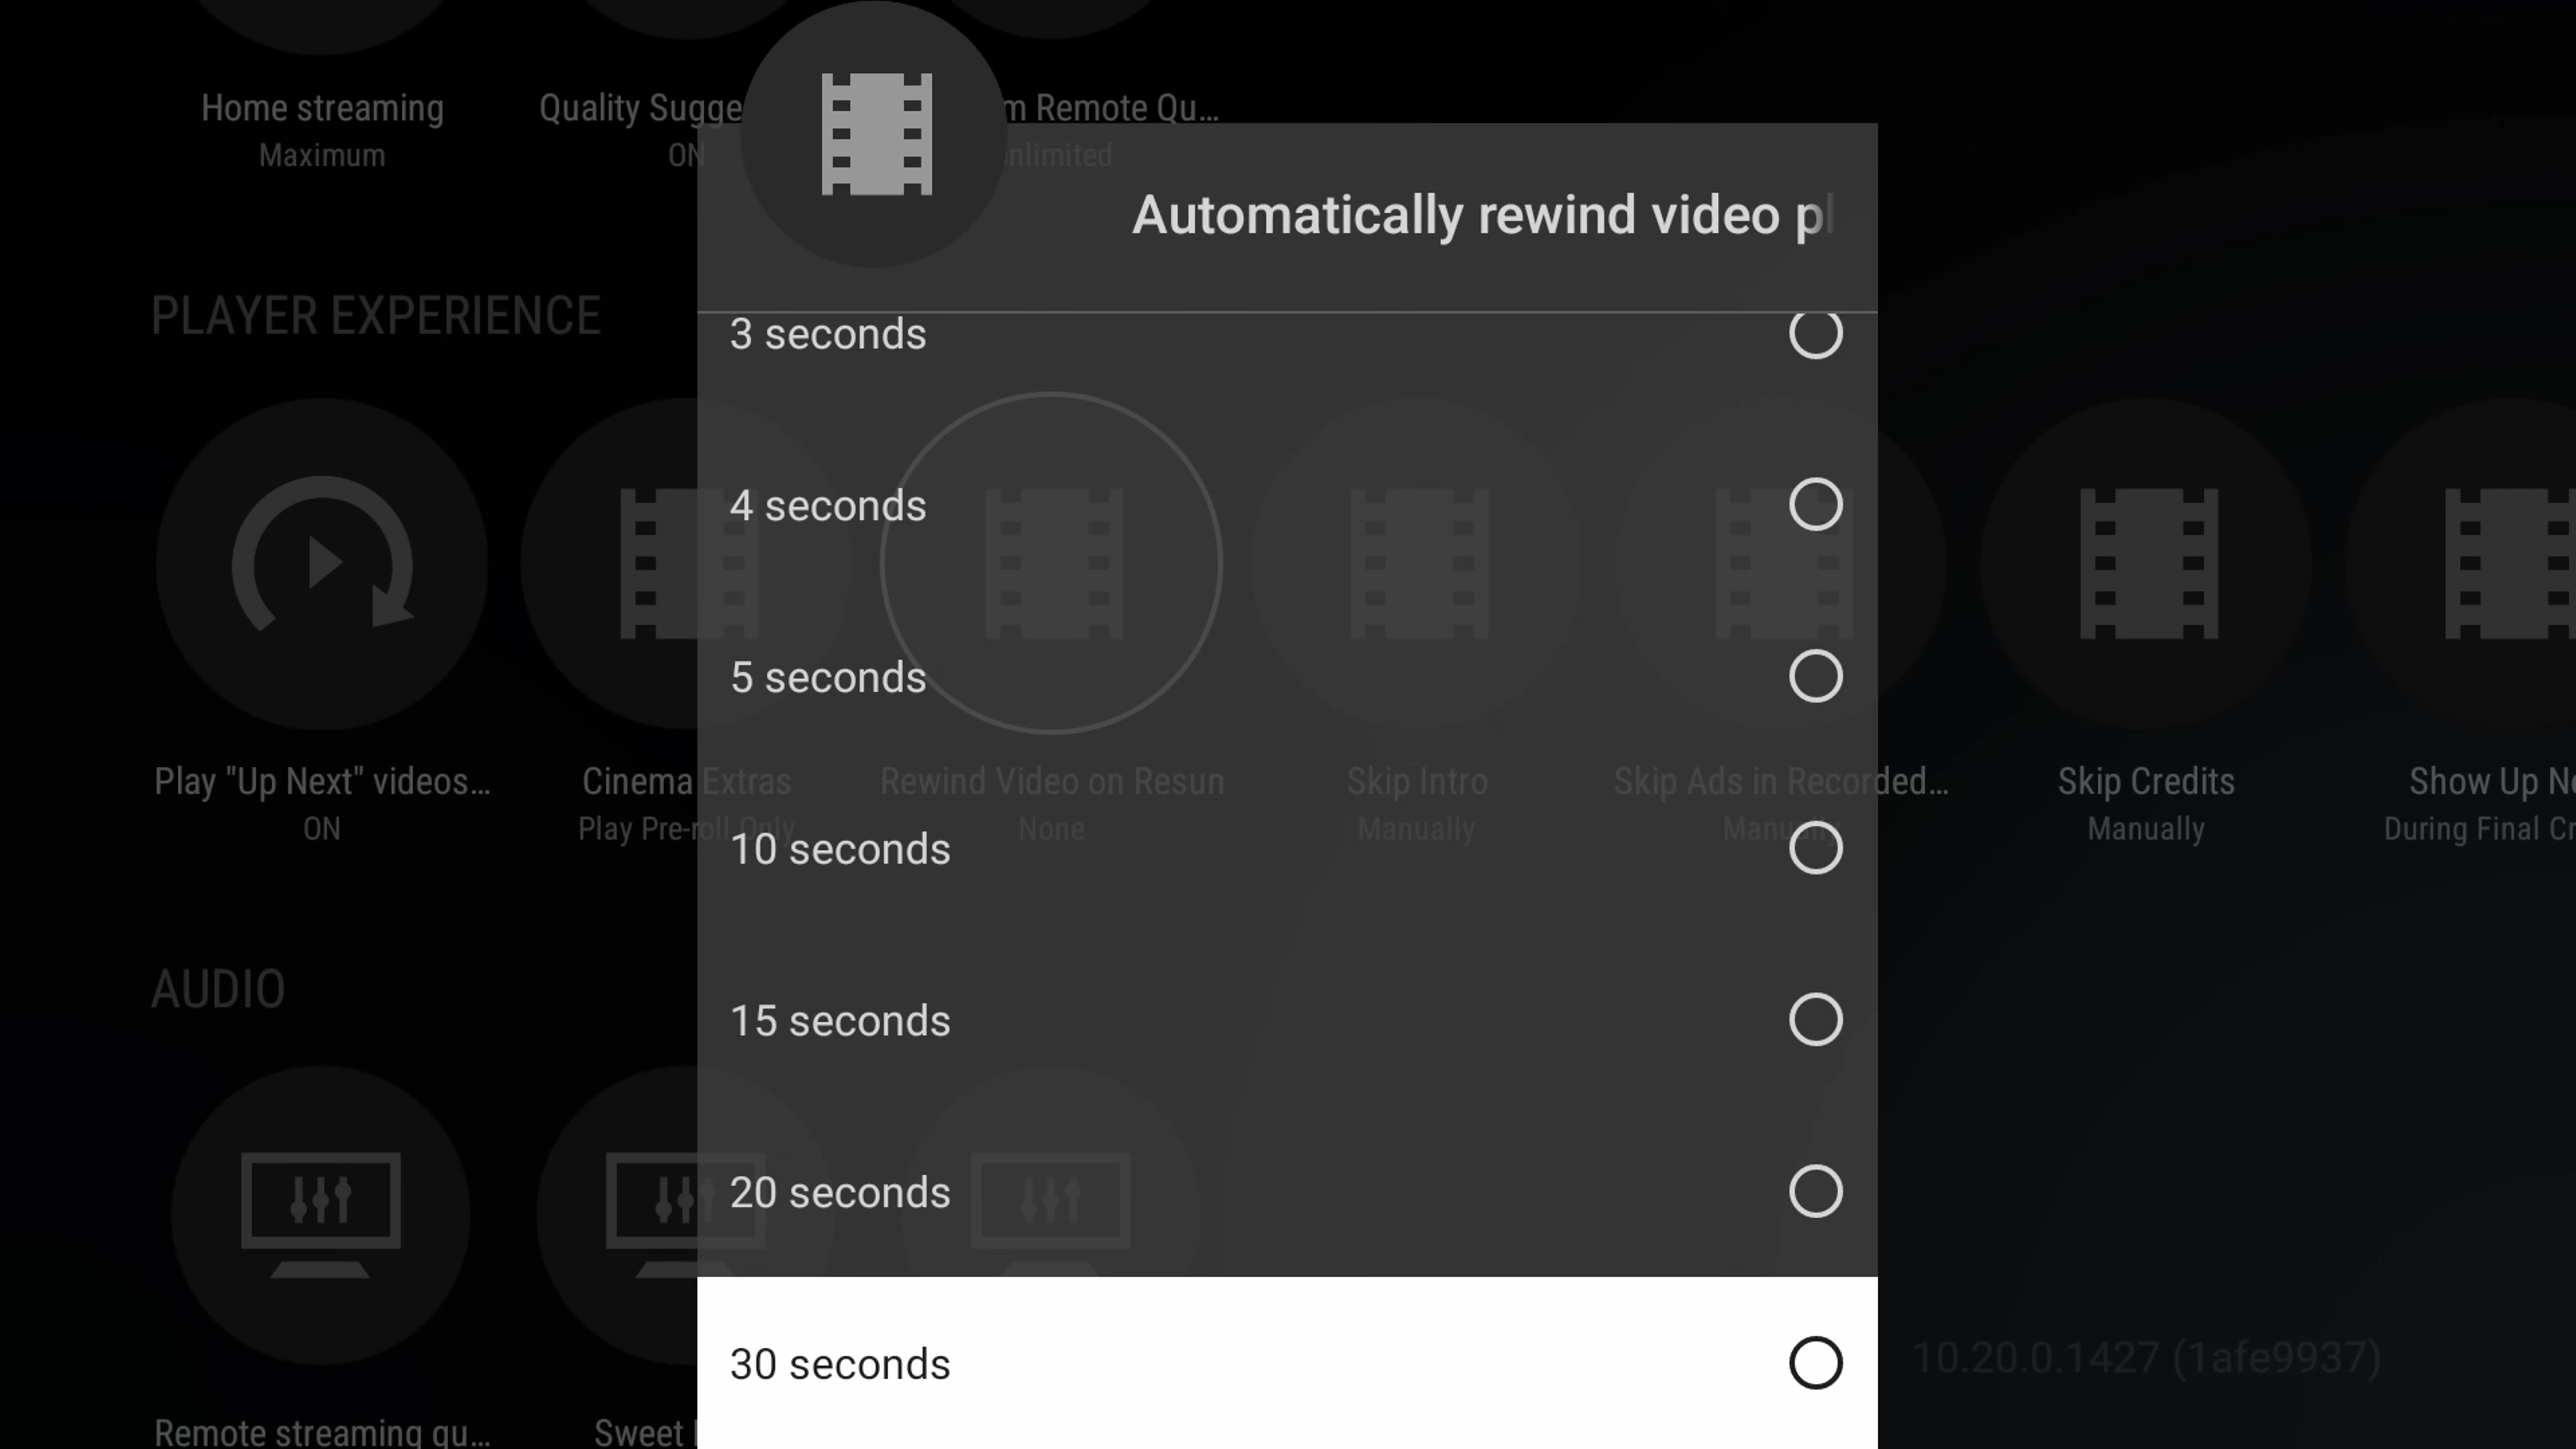 Home streaming
Maximum
Quality Sugge
ON
m Remote Qu…
nlimited
Automatically rewind video pl
PLAYER EXPERIENCE
3 seconds
4 seconds
5 seconds
10 seconds
15 seconds
20 seconds
30 seconds
Play "Up Next" videos…
ON
Cinema Extras
Play Pre-roll Only
Rewind Video on Resun
None
Skip Intro
Manually
Skip Ads in Recorded…
Manually
Skip Credits
Manually
Show Up Ne
During Final Cr
AUDIO
Remote streaming qu…
Sweet
10.20.0.1427 (1afe9937)